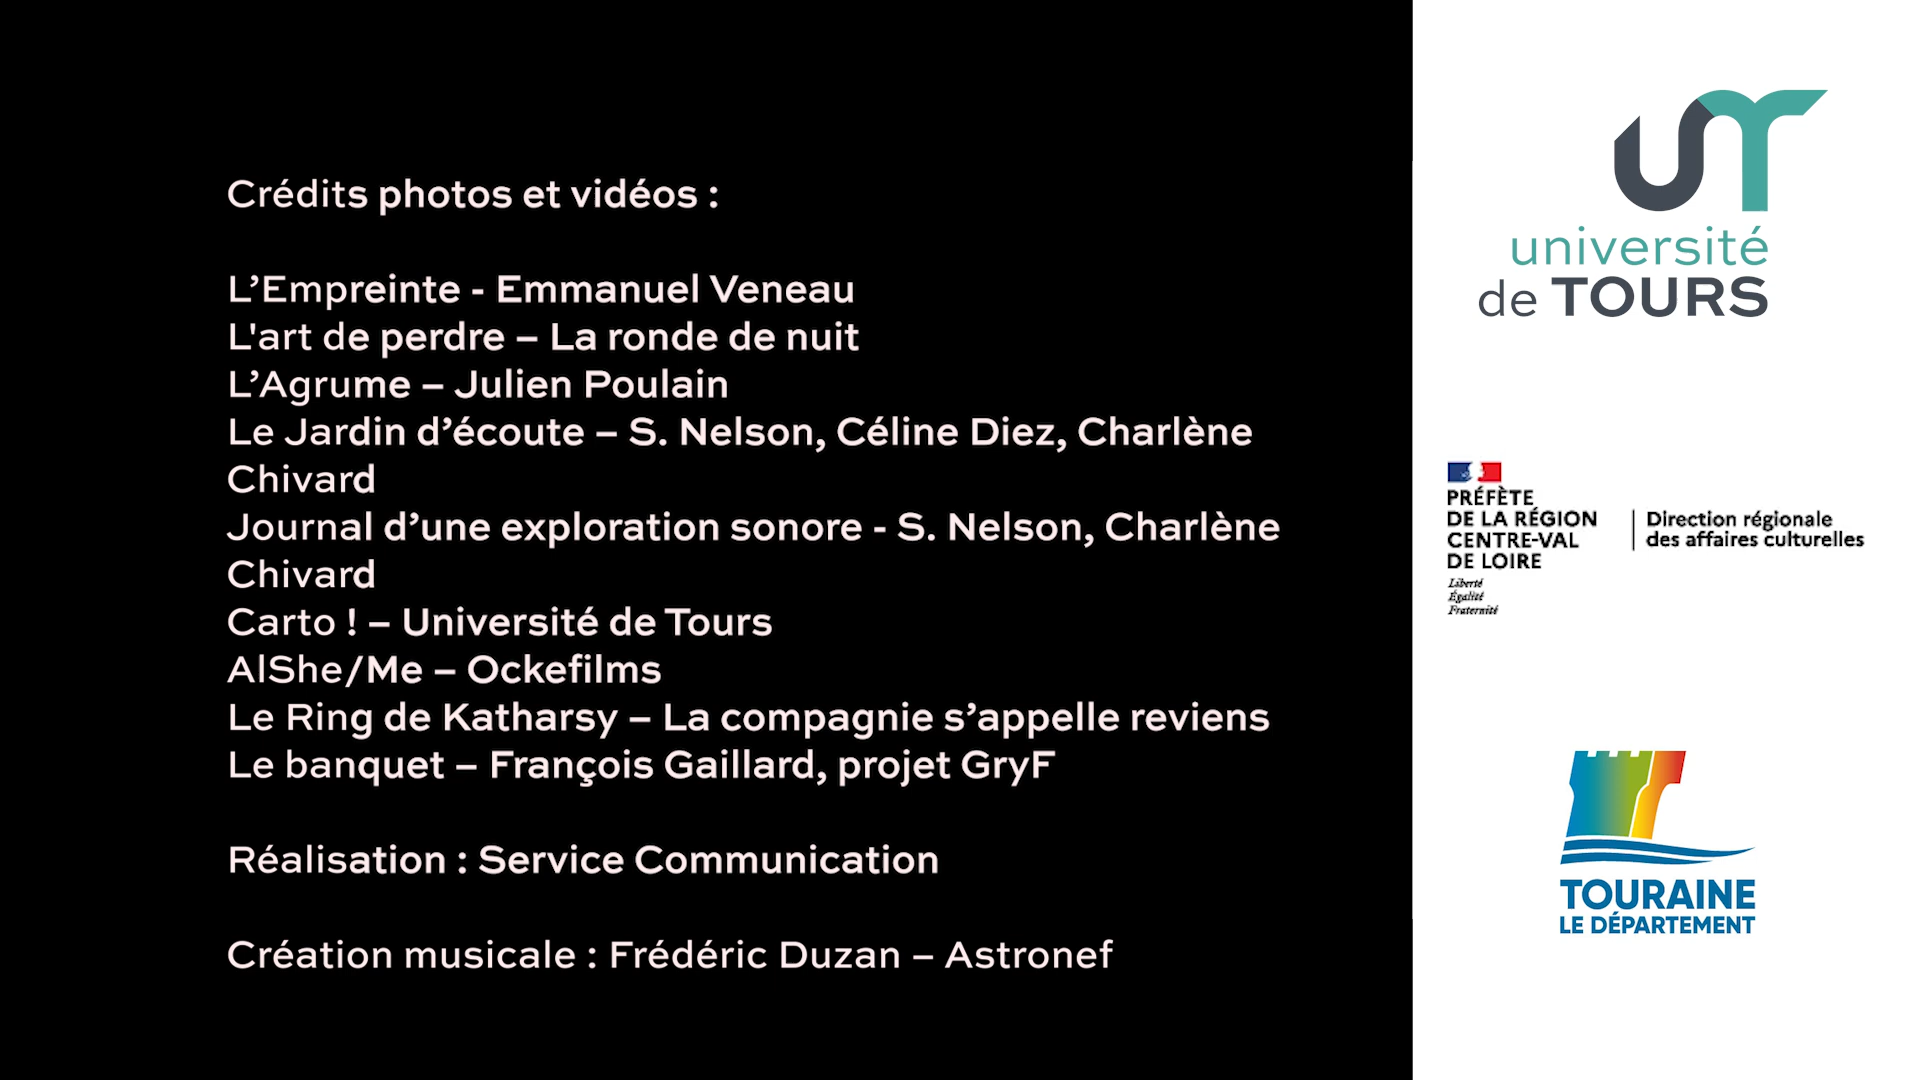 Crédits photos et vidéos :
L’Empreinte - Emmanuel Veneau
L'art de perdre – La ronde de nuit
L’Agrume – Julien Poulain
Le Jardin d’écoute – S. Nelson, Céline Diez, Charlène
Chivard
Journal d’une exploration sonore - S. Nelson, Charlène
Chivard
Carto ! – Université de Tours
AlShe/Me – Ockefilms
Le Ring de Katharsy – La compagnie s’appelle reviens
Le banquet – François Gaillard, projet GryF
Réalisation : Service Communication
Création musicale : Frédéric Duzan – Astronef
université
de TOURS
PRÉFÈTE
DE LA RÉGION
CENTRE-VAL
DE LOIRE
Liberté
Égalité
Fraternité
Direction régionale
des affaires culturelles
TOURAINE
LE DÉPARTEMENT